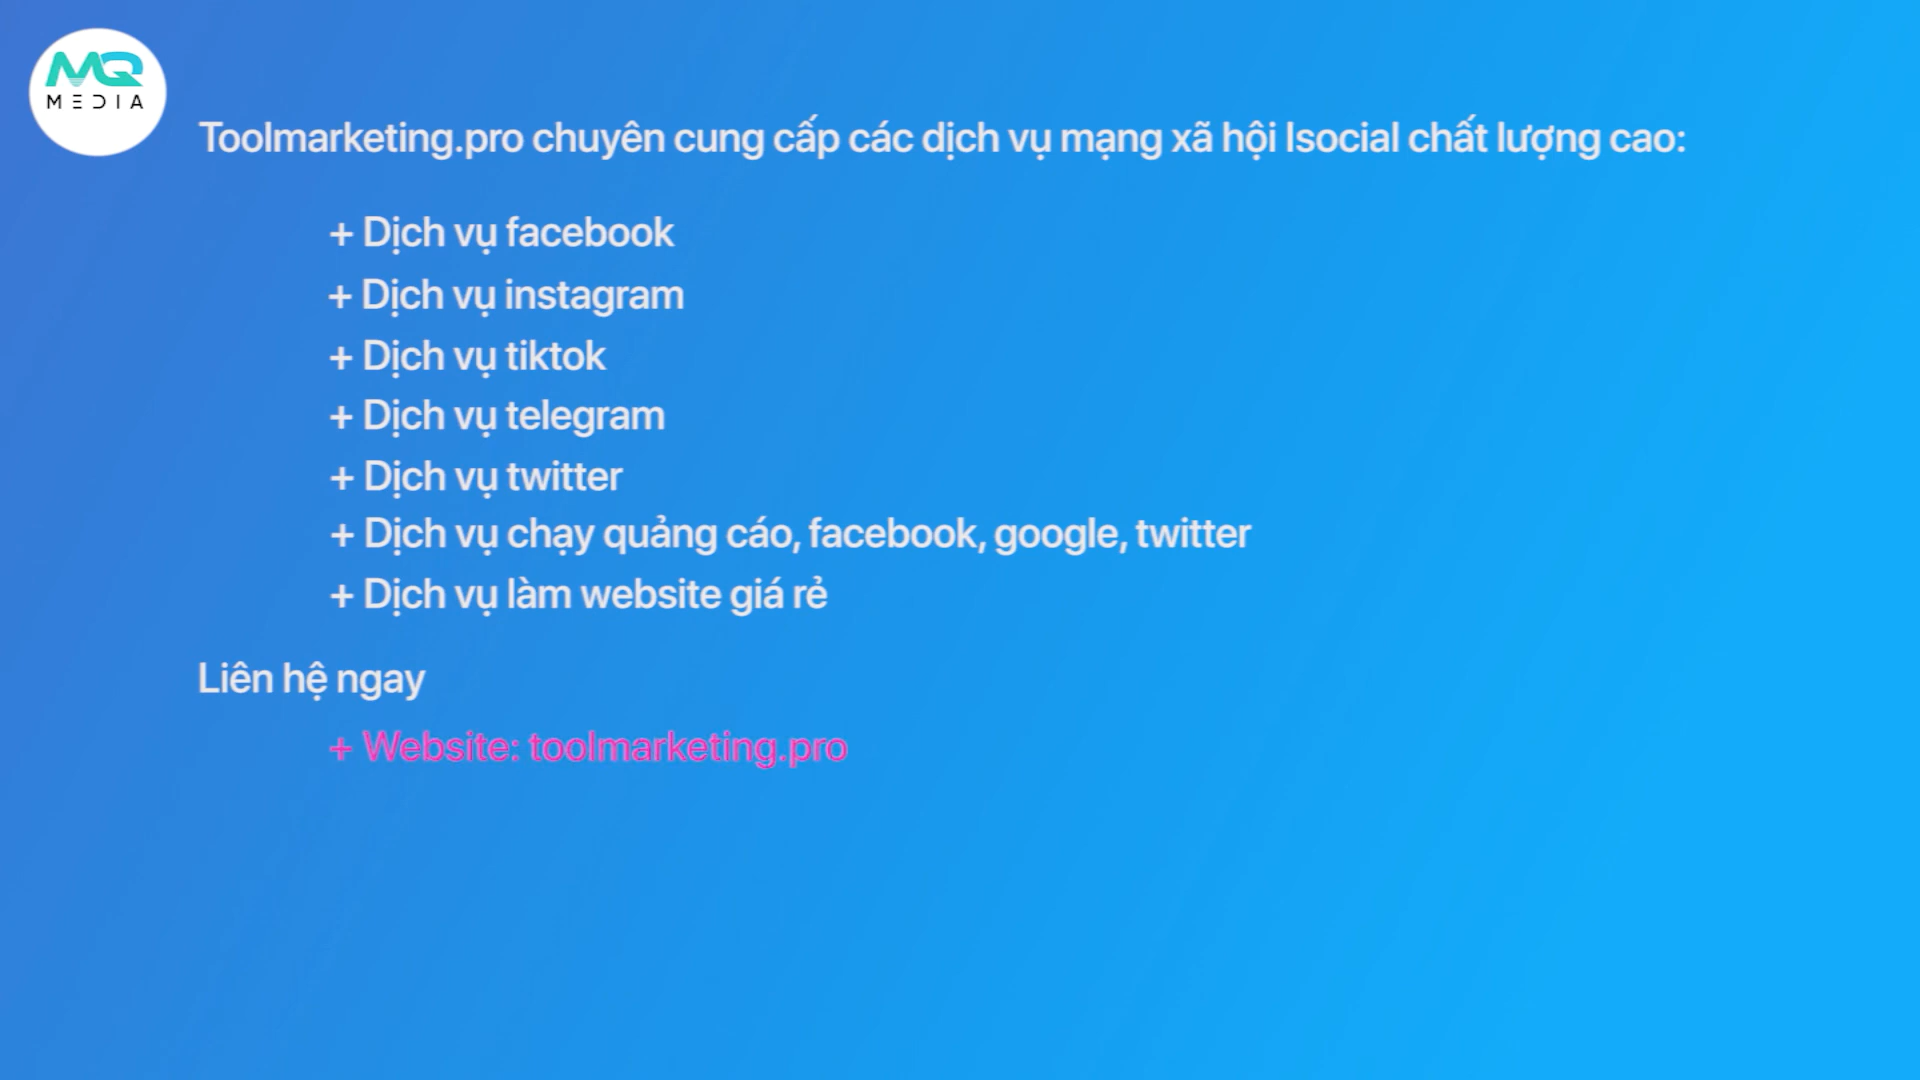 MQ
MEDIA
Toolmarketing.pro chuyên cung cấp các dịch vụ mạng xã hội Isocial chất lượng cao:
+ Dịch vụ facebook
+ Dịch vụ instagram
+ Dịch vụ tiktok
+ Dịch vụ telegram
+ Dịch vụ twitter
+ Dịch vụ chạy quảng cáo, facebook, google, twitter
+ Dịch vụ làm website giá rẻ
Liên hệ ngay
+ Website: toolmarketing.pro